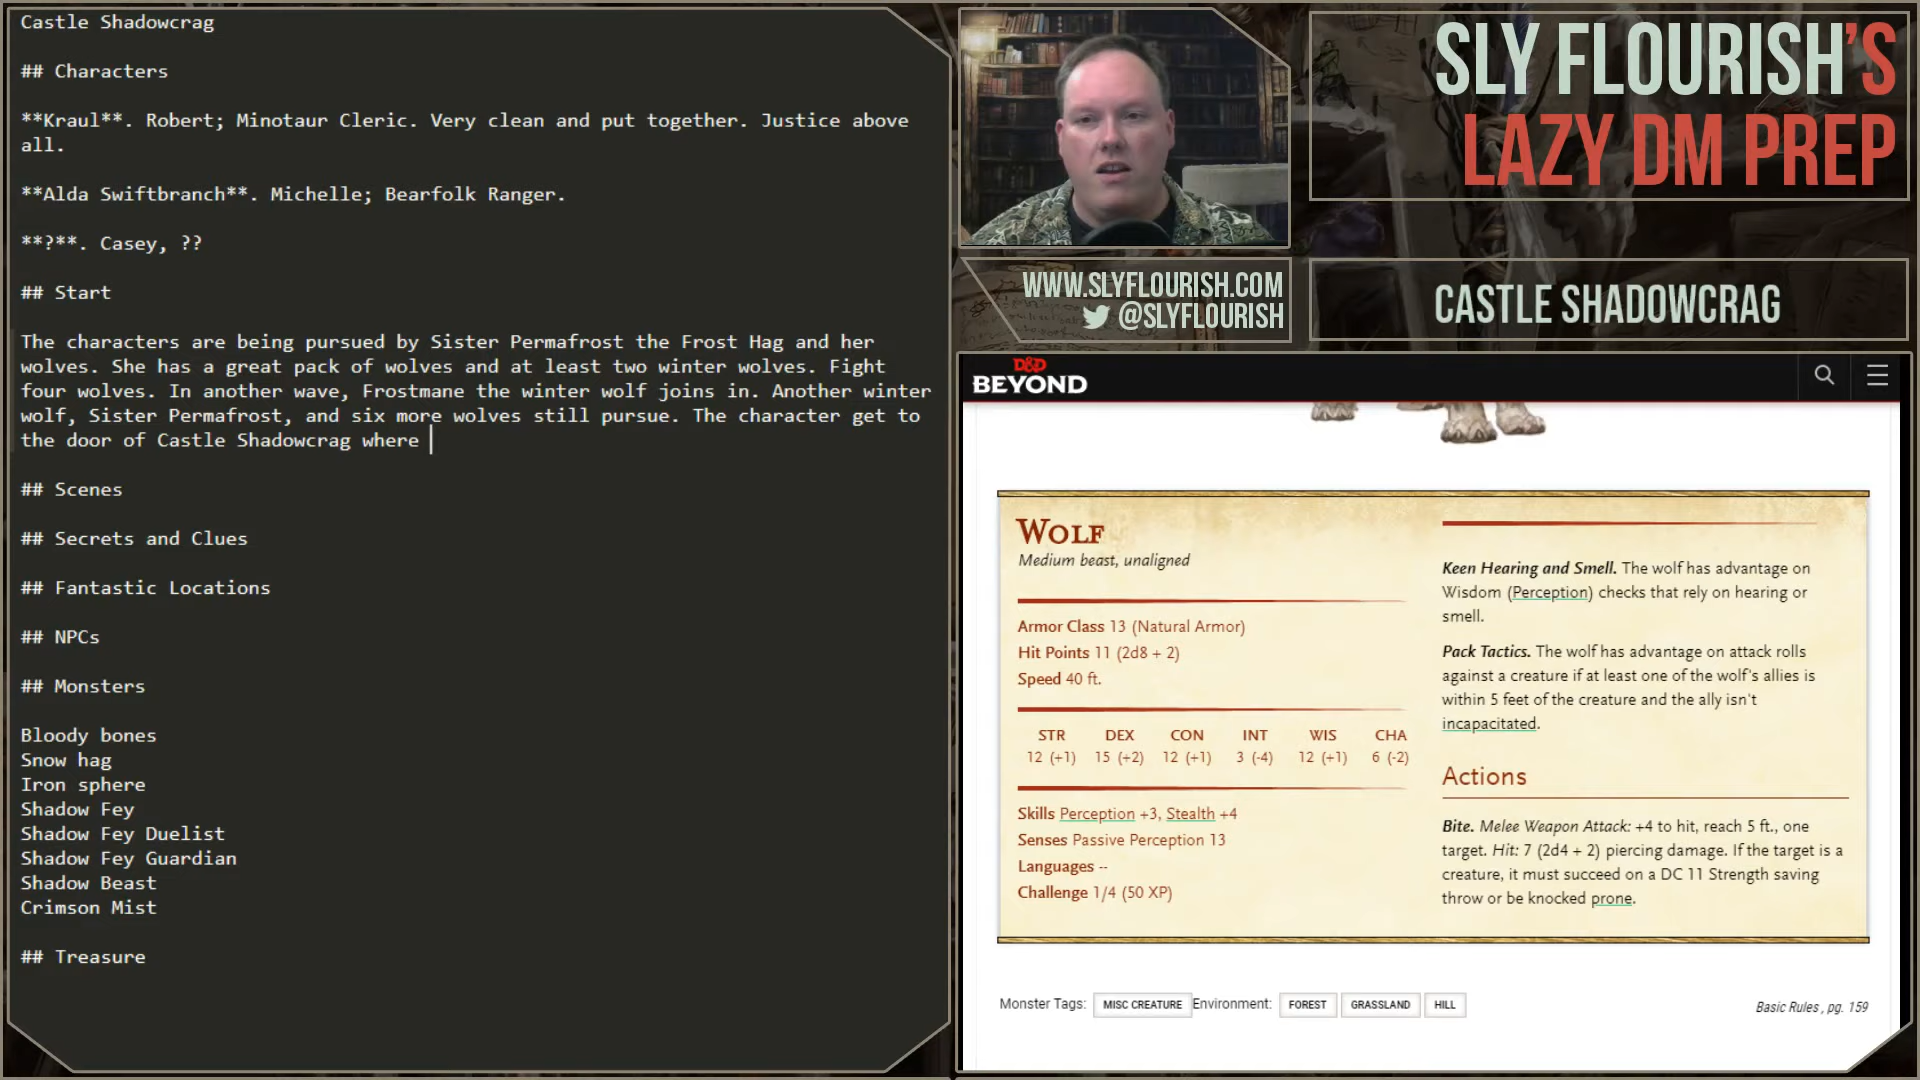 Castle Shadowcrag
## Characters
**Kraul**. Robert; Minotaur Cleric. Very clean and put together. Justice above
all.
**Alda Swiftbranch**. Michelle; Bearfolk Ranger.
**?**. Casey, ??
## Start
The characters are being pursued by Sister Permafrost the Frost Hag and her
wolves. She has a great pack of wolves and at least two winter wolves. Fight
four wolves. In another wave, Frostmane the winter wolf joins in. Another winter
wolf, Sister Permafrost, and six more wolves still pursue. The character get to
the door of Castle Shadowcrag where
## Scenes
## Secrets and Clues
## Fantastic Locations
## NPCs
## Monsters
Bloody bones
Snow hag
Iron sphere
Shadow Fey
Shadow Fey Duelist
Shadow Fey Guardian
Shadow Beast
Crimson Mist
## Treasure
SLY FLOURISH'S
LAZY DM PREP
WWW.SLYFLOURISH.COM
@SLYFLOURISH
CASTLE SHADOWCRAG
D&D
BEYOND
WOLF
Medium beast, unaligned
Armor Class 13 (Natural Armor)
Hit Points 11 (2d8 + 2)
Speed 40 ft.
STR DEX CON INT WIS CHA
12 (+1) 15 (+2) 12 (+1) 3 (-4) 12 (+1) 6 (-2)
Skills Perception +3, Stealth +4
Senses Passive Perception 13
Languages --
Challenge 1/4 (50 XP)
Keen Hearing and Smell. The wolf has advantage on
Wisdom (Perception) checks that rely on hearing or
smell.
Pack Tactics. The wolf has advantage on attack rolls
against a creature if at least one of the wolf's allies is
within 5 feet of the creature and the ally isn't
incapacitated.
Actions
Bite. Melee Weapon Attack: +4 to hit, reach 5 ft., one
target. Hit: 7 (2d4 + 2) piercing damage. If the target is a
creature, it must succeed on a DC 11 Strength saving
throw or be knocked prone.
Monster Tags: MISC CREATURE Environment: FOREST GRASSLAND HILL
Basic Rules , pg. 159